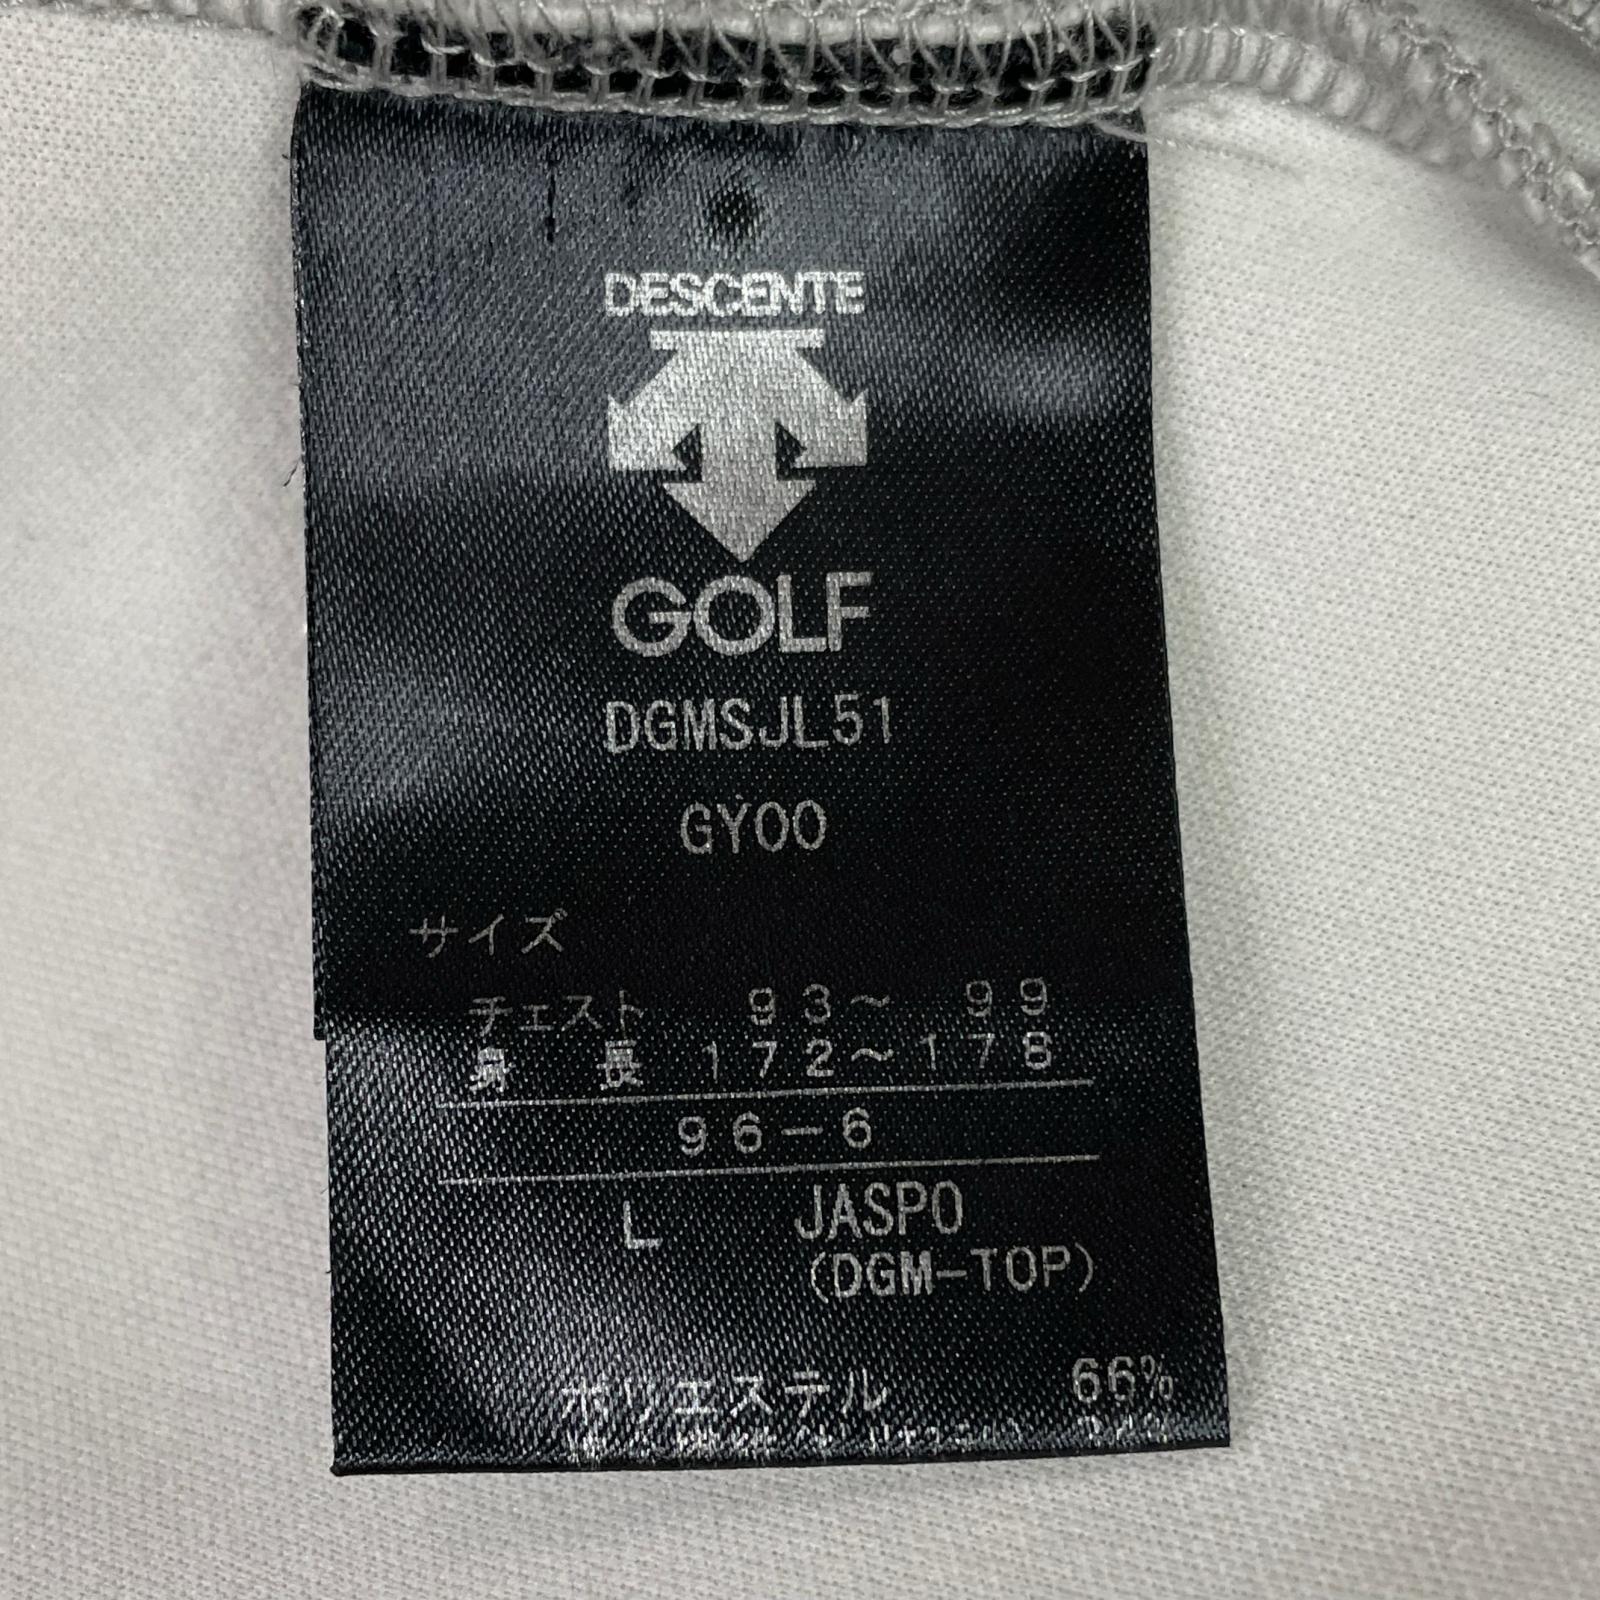 DESCENTE
GOLF
DGMSJL51
GY00
サイズ
チェスト 93～ 99
身 長 172～178
96－6
L JASPO
(DGM-TOP)
ポリエステル 66%